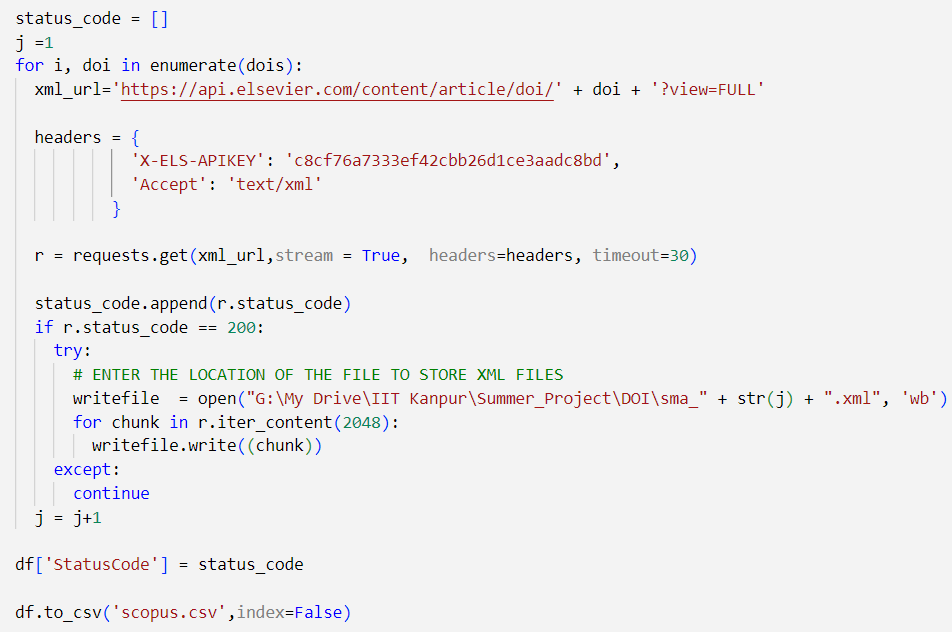 status_code = []
j =1
for i, doi in enumerate(dois):
xml_url='https://api.elsevier.com/content/article/doi/' + doi + '?view=FULL'
headers = {
'X-ELS-APIKEY': 'c8cf76a7333ef42cbb26d1ce3aadc8bd',
'Accept': 'text/xml'
}
r = requests.get(xml_url,stream = True,  headers=headers, timeout=30)
status_code.append(r.status_code)
if r.status_code == 200:
try:
# ENTER THE LOCATION OF THE FILE TO STORE XML FILES
writefile  = open("G:\My Drive\IIT Kanpur\Summer_Project\DOI\sma_" + str(j) + ".xml", 'wb')
for chunk in r.iter_content(2048):
writefile.write((chunk))
except:
continue
j = j+1
df['StatusCode'] = status_code
df.to_csv('scopus.csv',index=False)